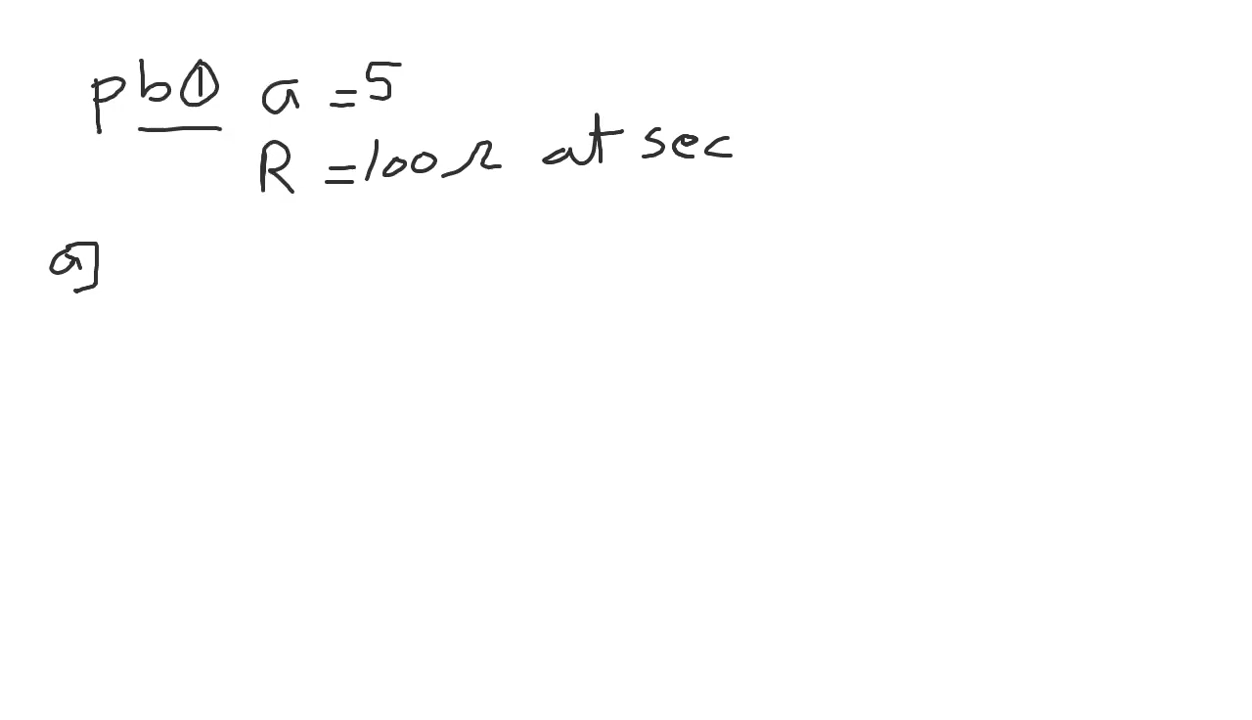 pb① a = 5
R = 100Ω at sec
a]